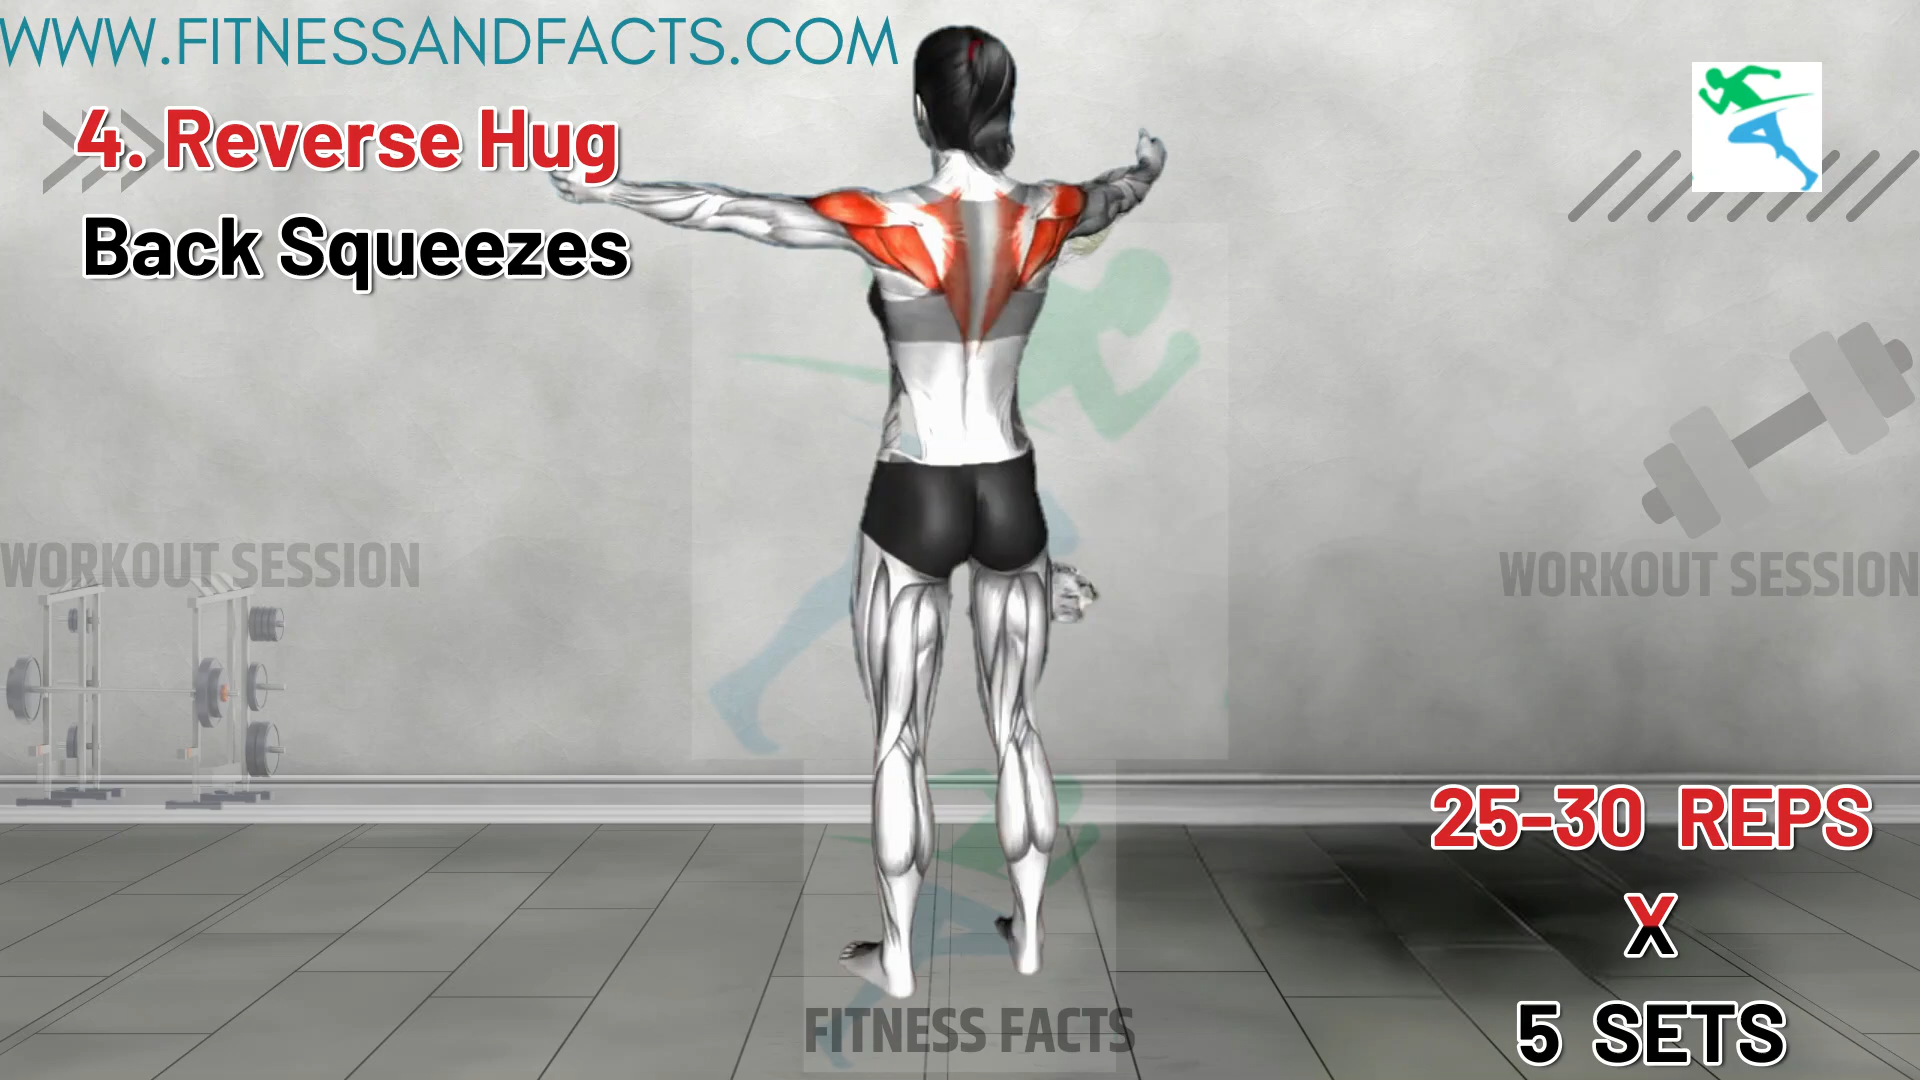 WWW.FITNESSANDFACTS.COM
4. Reverse Hug
Back Squeezes
WORKOUT SESSION
WORKOUT SESSION
25-30 REPS
X
5 SETS
FITNESS FACTS